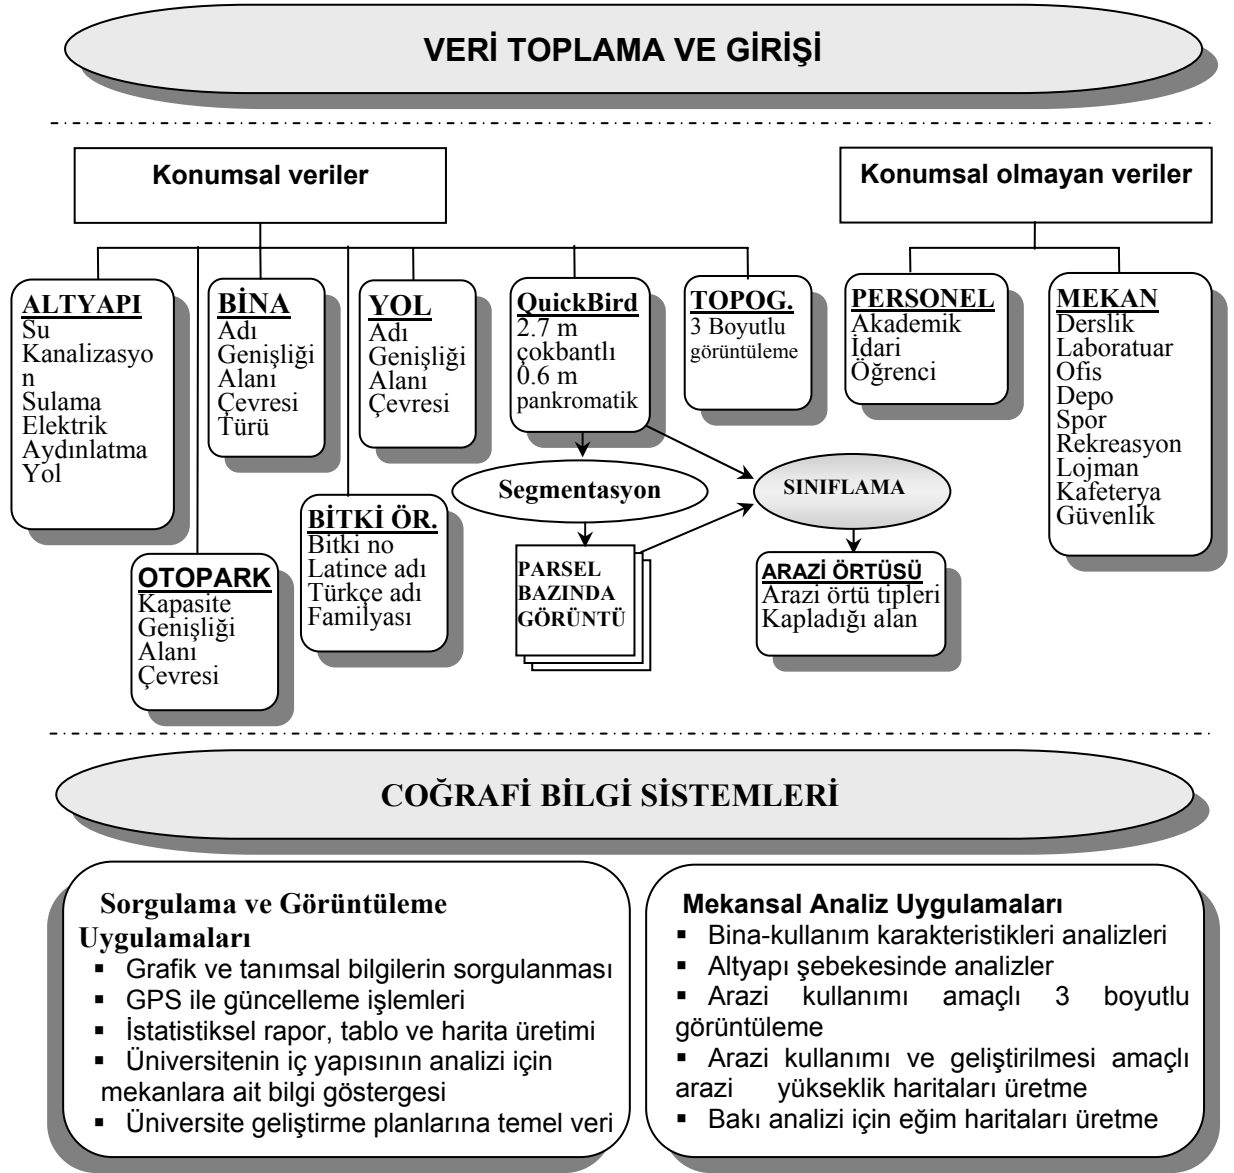 VERİ TOPLAMA VE GİRİŞİ
Konumsal veriler
Konumsal olmayan veriler
ALTYAPI
Su
Kanalizasyo
n
Sulama
Elektrik
Aydınlatma
Yol
BİNA
Adı
Genişliği
Alanı
Çevresi
Türü
YOL
Adı
Genişliği
Alanı
Çevresi
QuickBird
2.7 m
çokbantlı
0.6 m
pankromatik
TOPOG.
3 Boyutlu
görüntüleme
PERSONEL
Akademik
İdari
Öğrenci
MEKAN
Derslik
Laboratuar
Ofis
Depo
Spor
Rekreasyon
Lojman
Kafeterya
Güvenlik
Segmentasyon
SINIFLAMA
OTOPARK
Kapasite
Genişliği
Alanı
Çevresi
BİTKİ ÖR.
Bitki no
Latince adı
Türkçe adı
Familyası
PARSEL
BAZINDA
GÖRÜNTÜ
ARAZİ ÖRTÜSÜ
Arazi örtü tipleri
Kapladığı alan
COĞRAFİ BİLGİ SİSTEMLERİ
Sorgulama ve Görüntüleme
Uygulamaları
▪ Grafik ve tanımsal bilgilerin sorgulanması
▪ GPS ile güncelleme işlemleri
▪ İstatistiksel rapor, tablo ve harita üretimi
▪ Üniversitenin iç yapısının analizi için
mekanlara ait bilgi göstergesi
▪ Üniversite geliştirme planlarına temel veri
Mekansal Analiz Uygulamaları
▪ Bina-kullanım karakteristikleri analizleri
▪ Altyapı şebekesinde analizler
▪ Arazi kullanımı amaçlı 3 boyutlu
görüntüleme
▪ Arazi kullanımı ve geliştirilmesi amaçlı
arazi yükseklik haritaları üretme
▪ Bakı analizi için eğim haritaları üretme